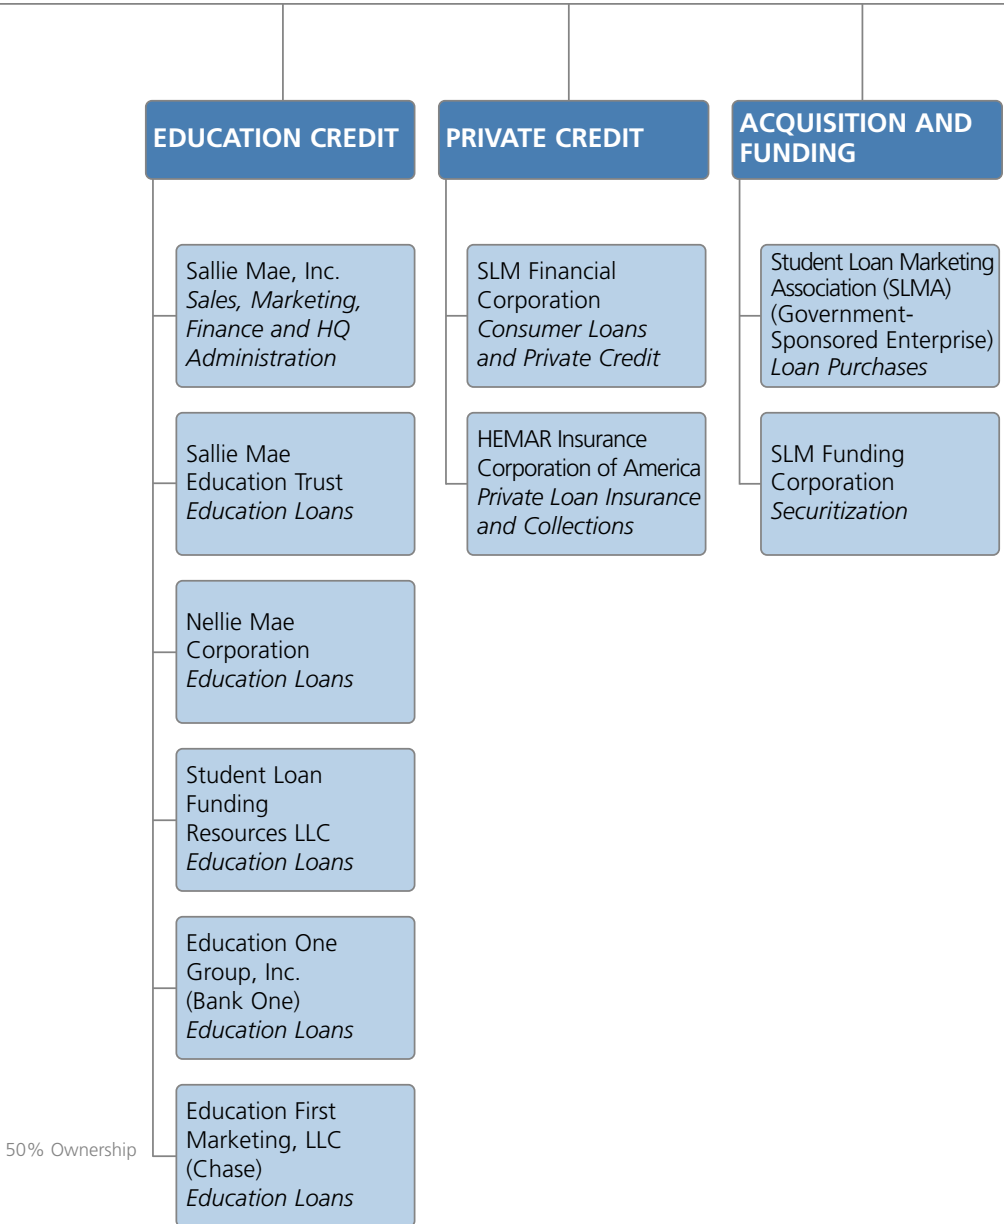 EDUCATION CREDIT
Sallie Mae, Inc.
Sales, Marketing,
Finance and HQ
Administration
Sallie Mae
Education Trust
Education Loans
Nellie Mae
Corporation
Education Loans
Student Loan
Funding
Resources LLC
Education Loans
Education One
Group, Inc.
(Bank One)
Education Loans
50% Ownership
Education First
Marketing, LLC
(Chase)
Education Loans
PRIVATE CREDIT
SLM Financial
Corporation
Consumer Loans
and Private Credit
HEMAR Insurance
Corporation of America
Private Loan Insurance
and Collections
ACQUISITION AND
FUNDING
Student Loan Marketing
Association (SLMA)
(Government-
Sponsored Enterprise)
Loan Purchases
SLM Funding
Corporation
Securitization